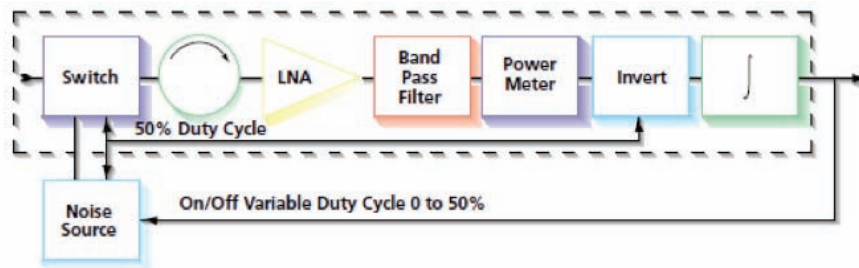 Switch
LNA
Band
Pass
Filter
Power
Meter
Invert
∫
50% Duty Cycle
Noise
Source
On/Off Variable Duty Cycle 0 to 50%